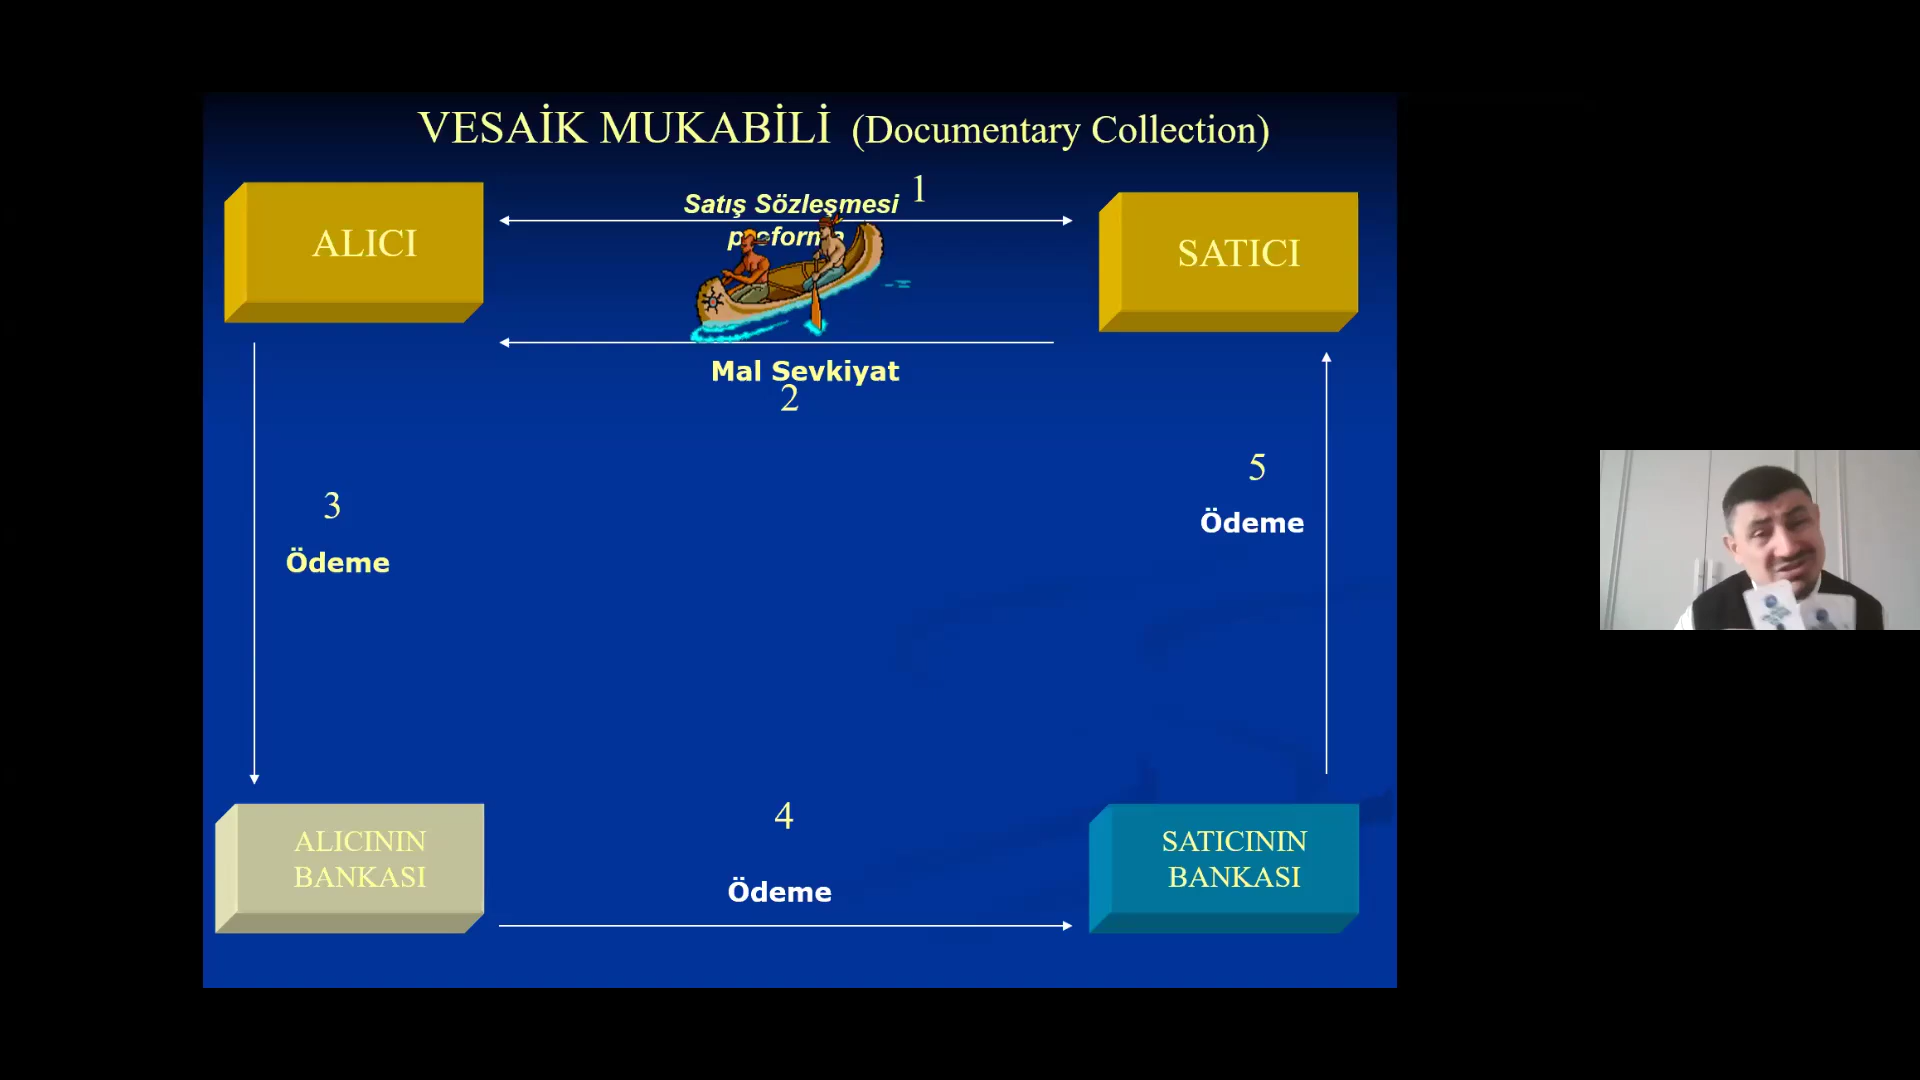 VESAİK MUKABİLİ (Documentary Collection)
1
Satış Sözleşmesi
ALICI
SATICI
Mal Sevkiyat
2
5
3
Ödeme
Ödeme
4
ALICININ
BANKASI
SATICININ
BANKASI
Ödeme